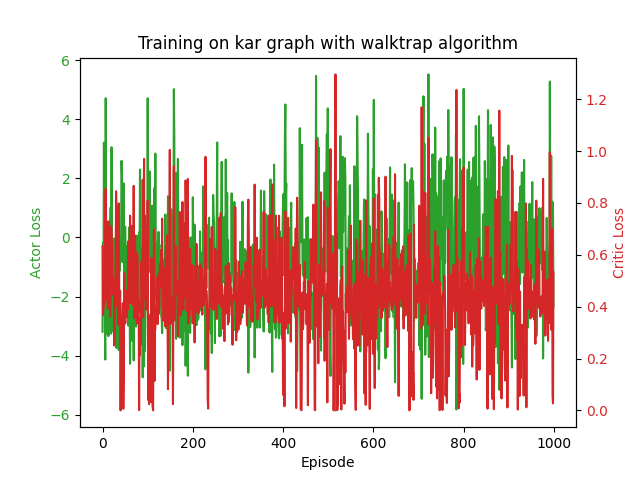 Training on kar graph with walktrap algorithm
6
4
2
0
−2
−4
−6
Actor Loss
1.2
1.0
0.8
0.6
0.4
0.2
0.0
Critic Loss
0 200 400 600 800 1000
Episode